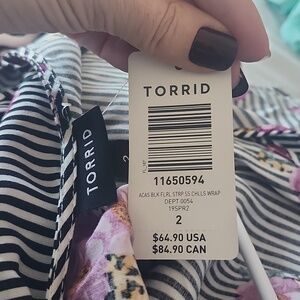 TORRID
11650594
ACAS BLK FLRL STRP SS CHLLS WRAP
DEPT 0054
19SPR2
2
$64.90 USA
$84.90 CAN
TORRID
2